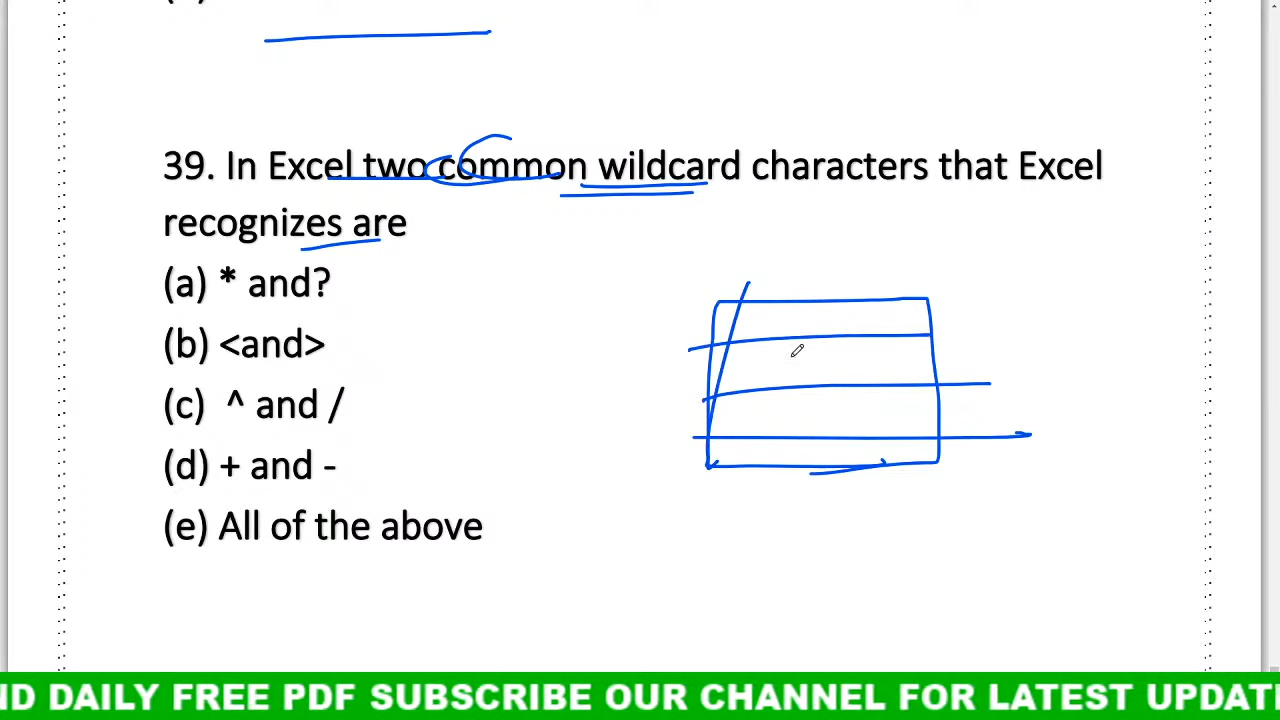 39. In Excel two common wildcard characters that Excel
recognizes are
(a) * and?
(b) <and>
(c) ^ and /
(d) + and -
(e) All of the above
ND DAILY FREE PDF SUBSCRIBE OUR CHANNEL FOR LATEST UPDAT